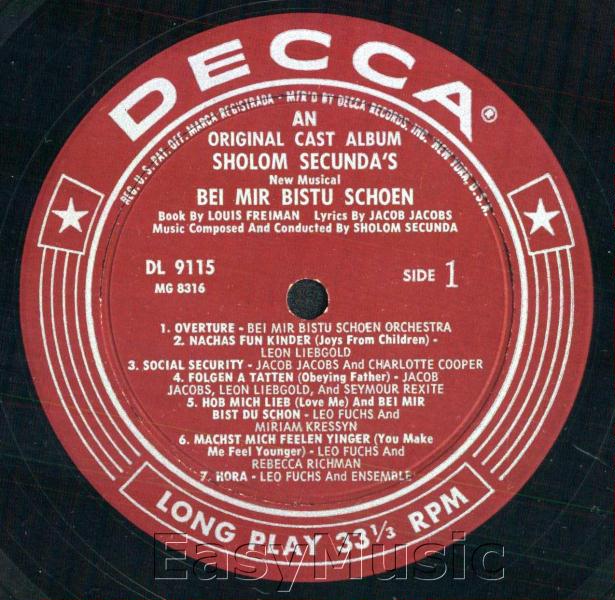 DECCA®
REG. U.S. PAT. OFF. MARCA REGISTRADA • MFR'D BY DECCA RECORDS, INC., NEW YORK, U.S.A.
AN
ORIGINAL CAST ALBUM
SHOLOM SECUNDA'S
New Musical
BEI MIR BISTU SCHOEN
Book By LOUIS FREIMAN Lyrics By JACOB JACOBS
Music Composed And Conducted By SHOLOM SECUNDA
DL 9115
MG 8316
SIDE 1
1. OVERTURE - BEI MIR BISTU SCHOEN ORCHESTRA
2. NACHAS FUN KINDER (Joys From Children) -
LEON LIEBGOLD
3. SOCIAL SECURITY - JACOB JACOBS And CHARLOTTE COOPER
4. FOLGEN A TATTEN (Obeying Father) - JACOB
JACOBS, LEON LIEBGOLD, And SEYMOUR REXITE
5. HOB MICH LIEB (Love Me) And BEI MIR
BIST DU SCHON - LEO FUCHS And
MIRIAM KRESSYN
6. MACHST MICH FEELEN YINGER (You Make
Me Feel Younger) - LEO FUCHS And
REBECCA RICHMAN
7. HORA - LEO FUCHS And ENSEMBLE
LONG PLAY 33 1/3 RPM
EasyMusic